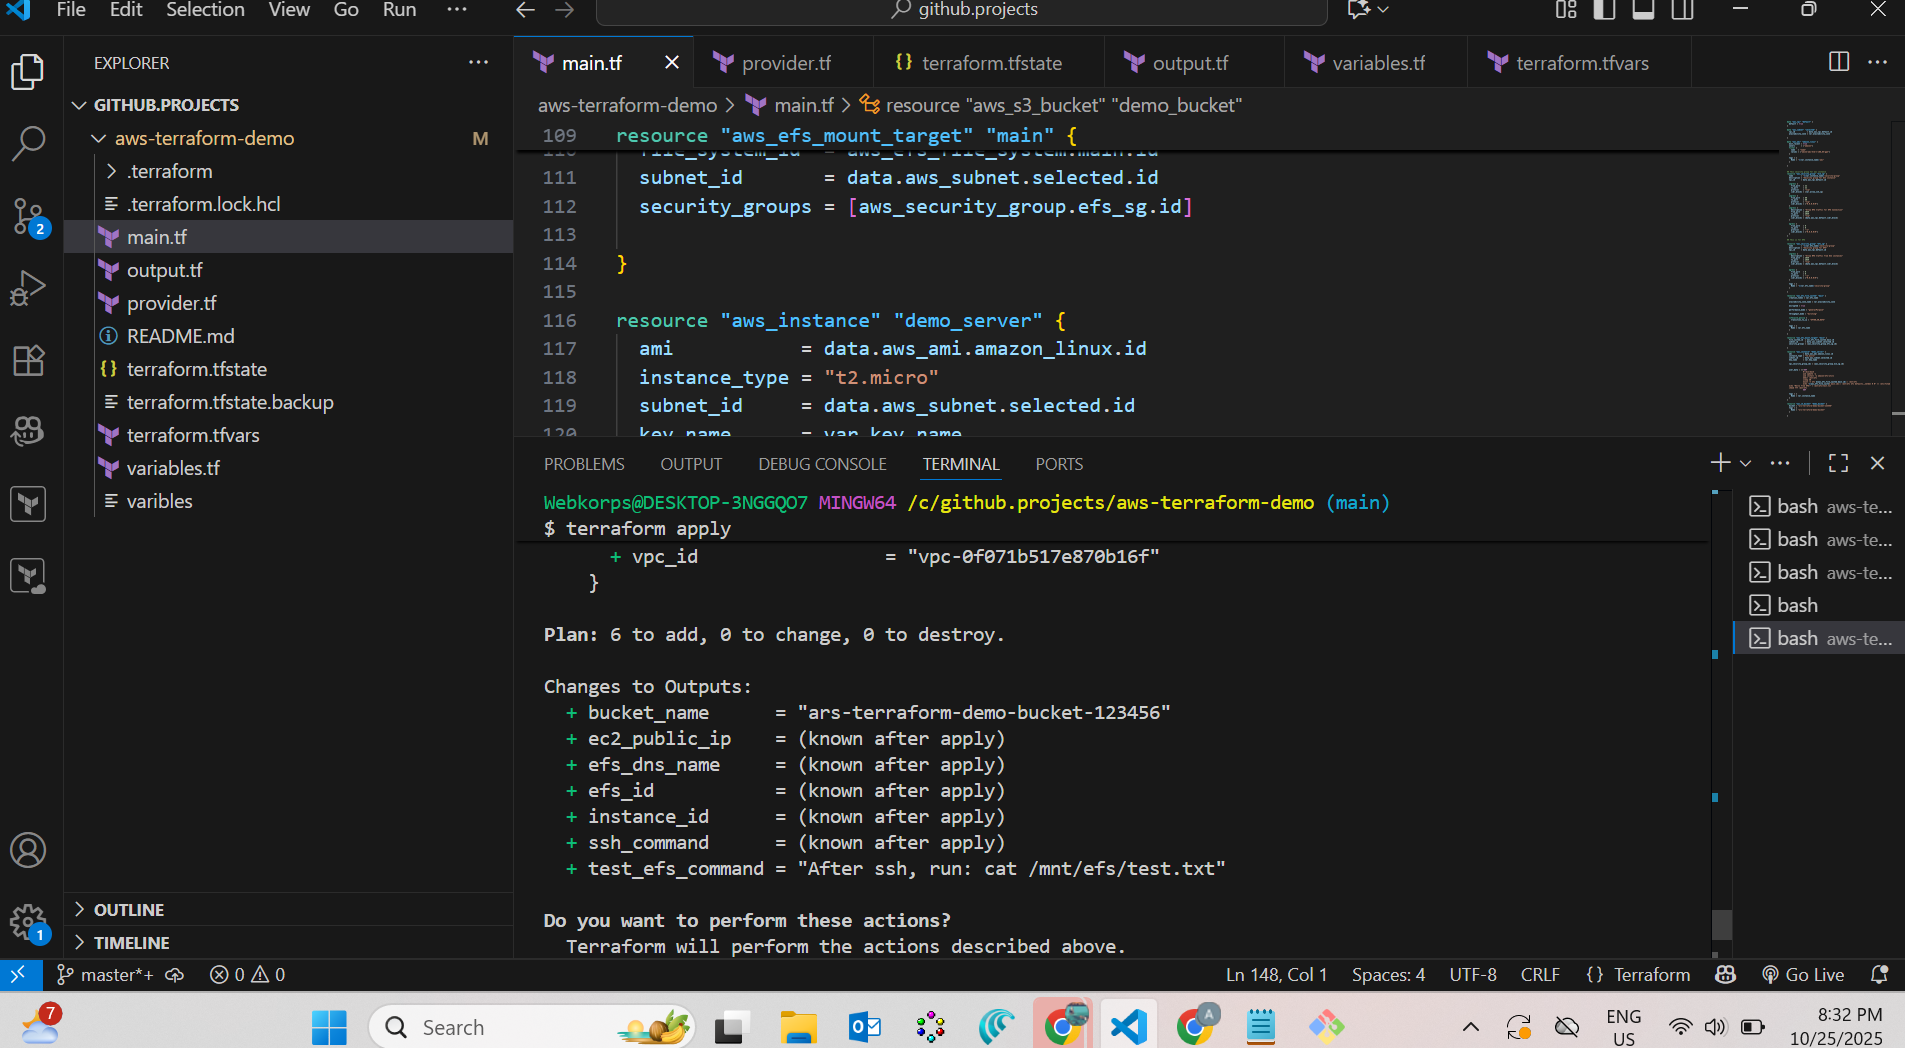 File Edit Selection View Go Run ··· github.projects
EXPLORER ···
GITHUB.PROJECTS
aws-terraform-demo M
.terraform
.terraform.lock.hcl
main.tf
output.tf
provider.tf
README.md
{} terraform.tfstate
terraform.tfstate.backup
terraform.tfvars
variables.tf
varibles
OUTLINE
TIMELINE
2
1
main.tf provider.tf {} terraform.tfstate output.tf variables.tf terraform.tfvars ···
aws-terraform-demo > main.tf > resource "aws_s3_bucket" "demo_bucket"
109 resource "aws_efs_mount_target" "main" {
110 file_system_id = aws_efs_file_system.main.id
111 subnet_id = data.aws_subnet.selected.id
112 security_groups = [aws_security_group.efs_sg.id]
113
114 }
115
116 resource "aws_instance" "demo_server" {
117 ami = data.aws_ami.amazon_linux.id
118 instance_type = "t2.micro"
119 subnet_id = data.aws_subnet.selected.id
120 key_name = var.key_name
PROBLEMS OUTPUT DEBUG CONSOLE TERMINAL PORTS
Webkorps@DESKTOP-3NGGQO7 MINGW64 /c/github.projects/aws-terraform-demo (main)
$ terraform apply
+ vpc_id = "vpc-0f071b517e870b16f"
}
Plan: 6 to add, 0 to change, 0 to destroy.
Changes to Outputs:
+ bucket_name = "ars-terraform-demo-bucket-123456"
+ ec2_public_ip = (known after apply)
+ efs_dns_name = (known after apply)
+ efs_id = (known after apply)
+ instance_id = (known after apply)
+ ssh_command = (known after apply)
+ test_efs_command = "After ssh, run: cat /mnt/efs/test.txt"
Do you want to perform these actions?
Terraform will perform the actions described above.
bash aws-te...
bash aws-te...
bash aws-te...
bash
bash aws-te...
master*+ 0 0 Ln 148, Col 1 Spaces: 4 UTF-8 CRLF {} Terraform Go Live
7 Search A ENG US 8:32 PM 10/25/2025